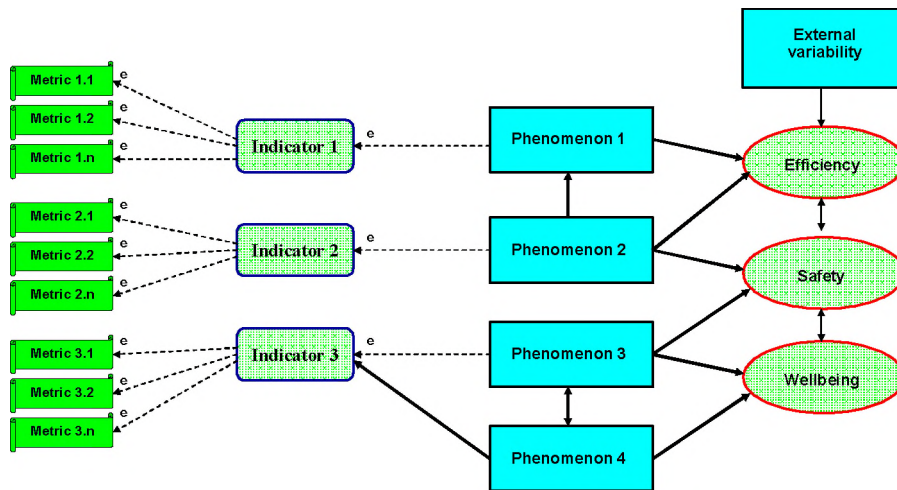 External
variability
Metric 1.1
e
Metric 1.2
e
Metric 1.n
e
Indicator 1
e
Phenomenon 1
Efficiency
Metric 2.1
e
Metric 2.2
e
Metric 2.n
e
Indicator 2
e
Phenomenon 2
Safety
Metric 3.1
e
Metric 3.2
e
Metric 3.n
e
Indicator 3
e
Phenomenon 3
Wellbeing
Phenomenon 4